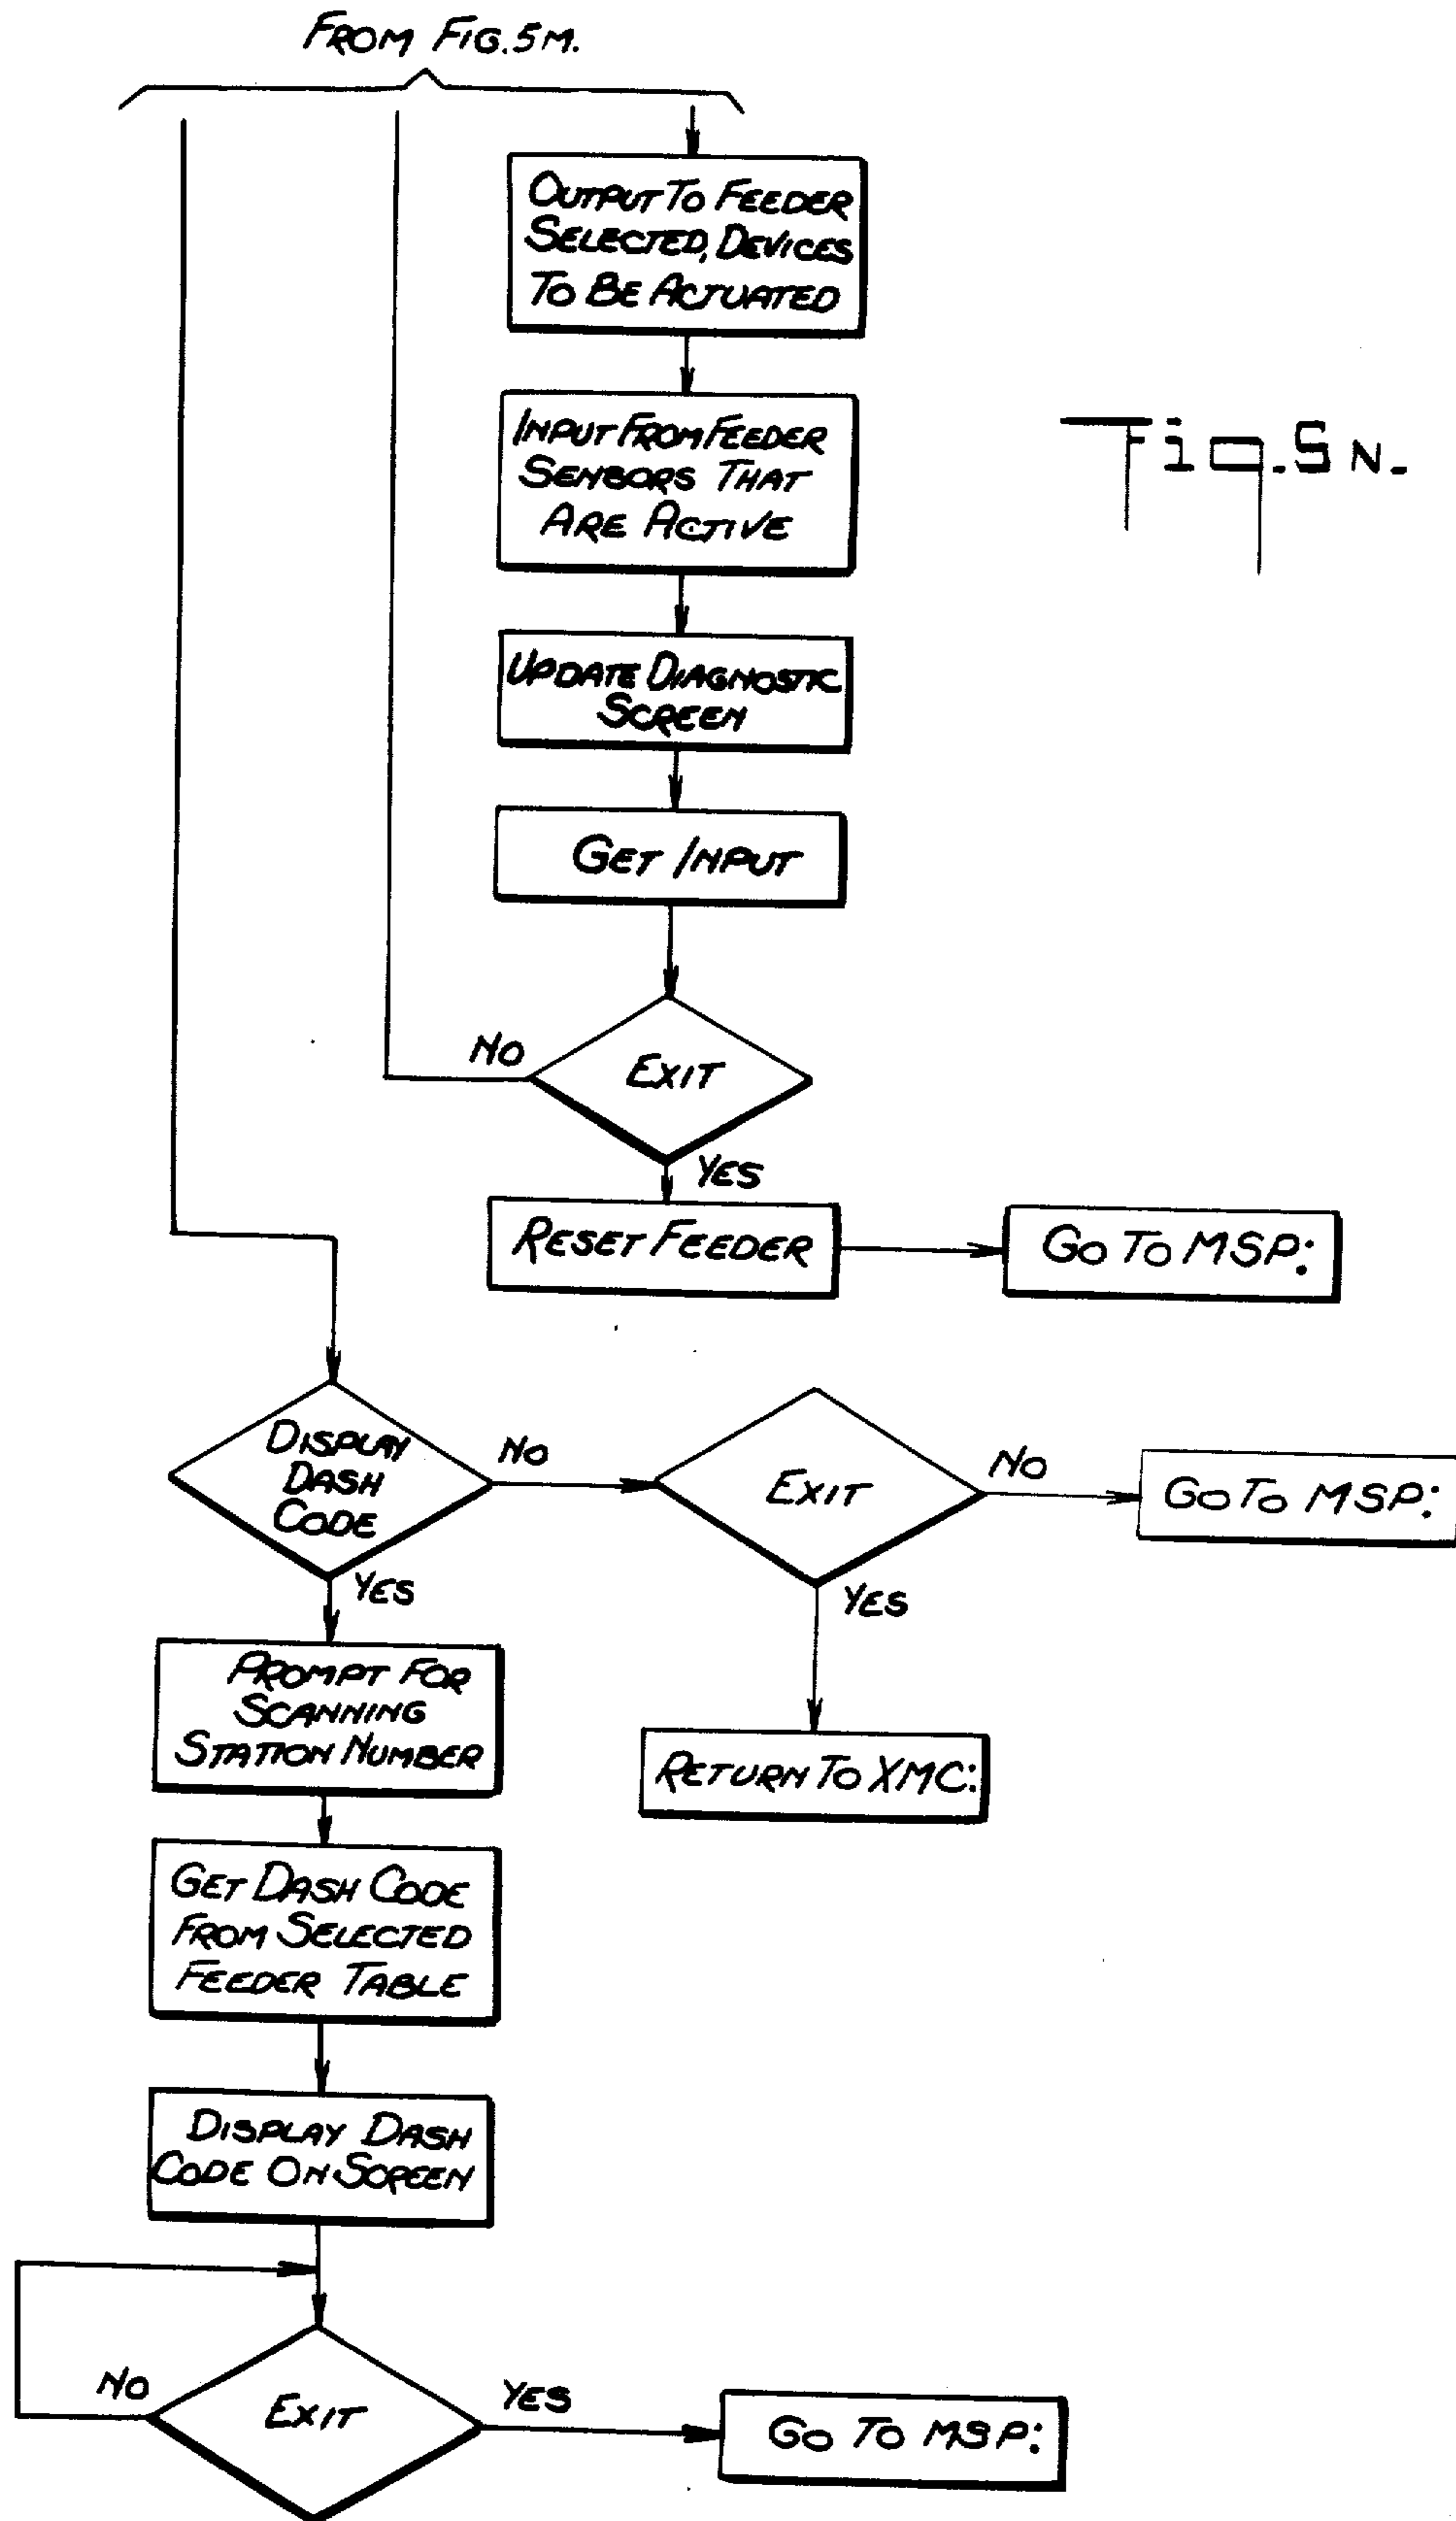 FROM FIG. 5M.
OUTPUT TO FEEDER
SELECTED, DEVICES
TO BE ACTUATED
INPUT FROM FEEDER
SENSORS THAT
ARE ACTIVE
Fig. 5N.
UPDATE DIAGNOSTIC
SCREEN
GET INPUT
NO
EXIT
YES
RESET FEEDER
GO TO MSP:
DISPLAY
DASH
CODE
NO
EXIT
NO
GO TO MSP:
YES
YES
PROMPT FOR
SCANNING
STATION NUMBER
RETURN TO XMC:
GET DASH CODE
FROM SELECTED
FEEDER TABLE
DISPLAY DASH
CODE ON SCREEN
NO
EXIT
YES
GO TO MSP: